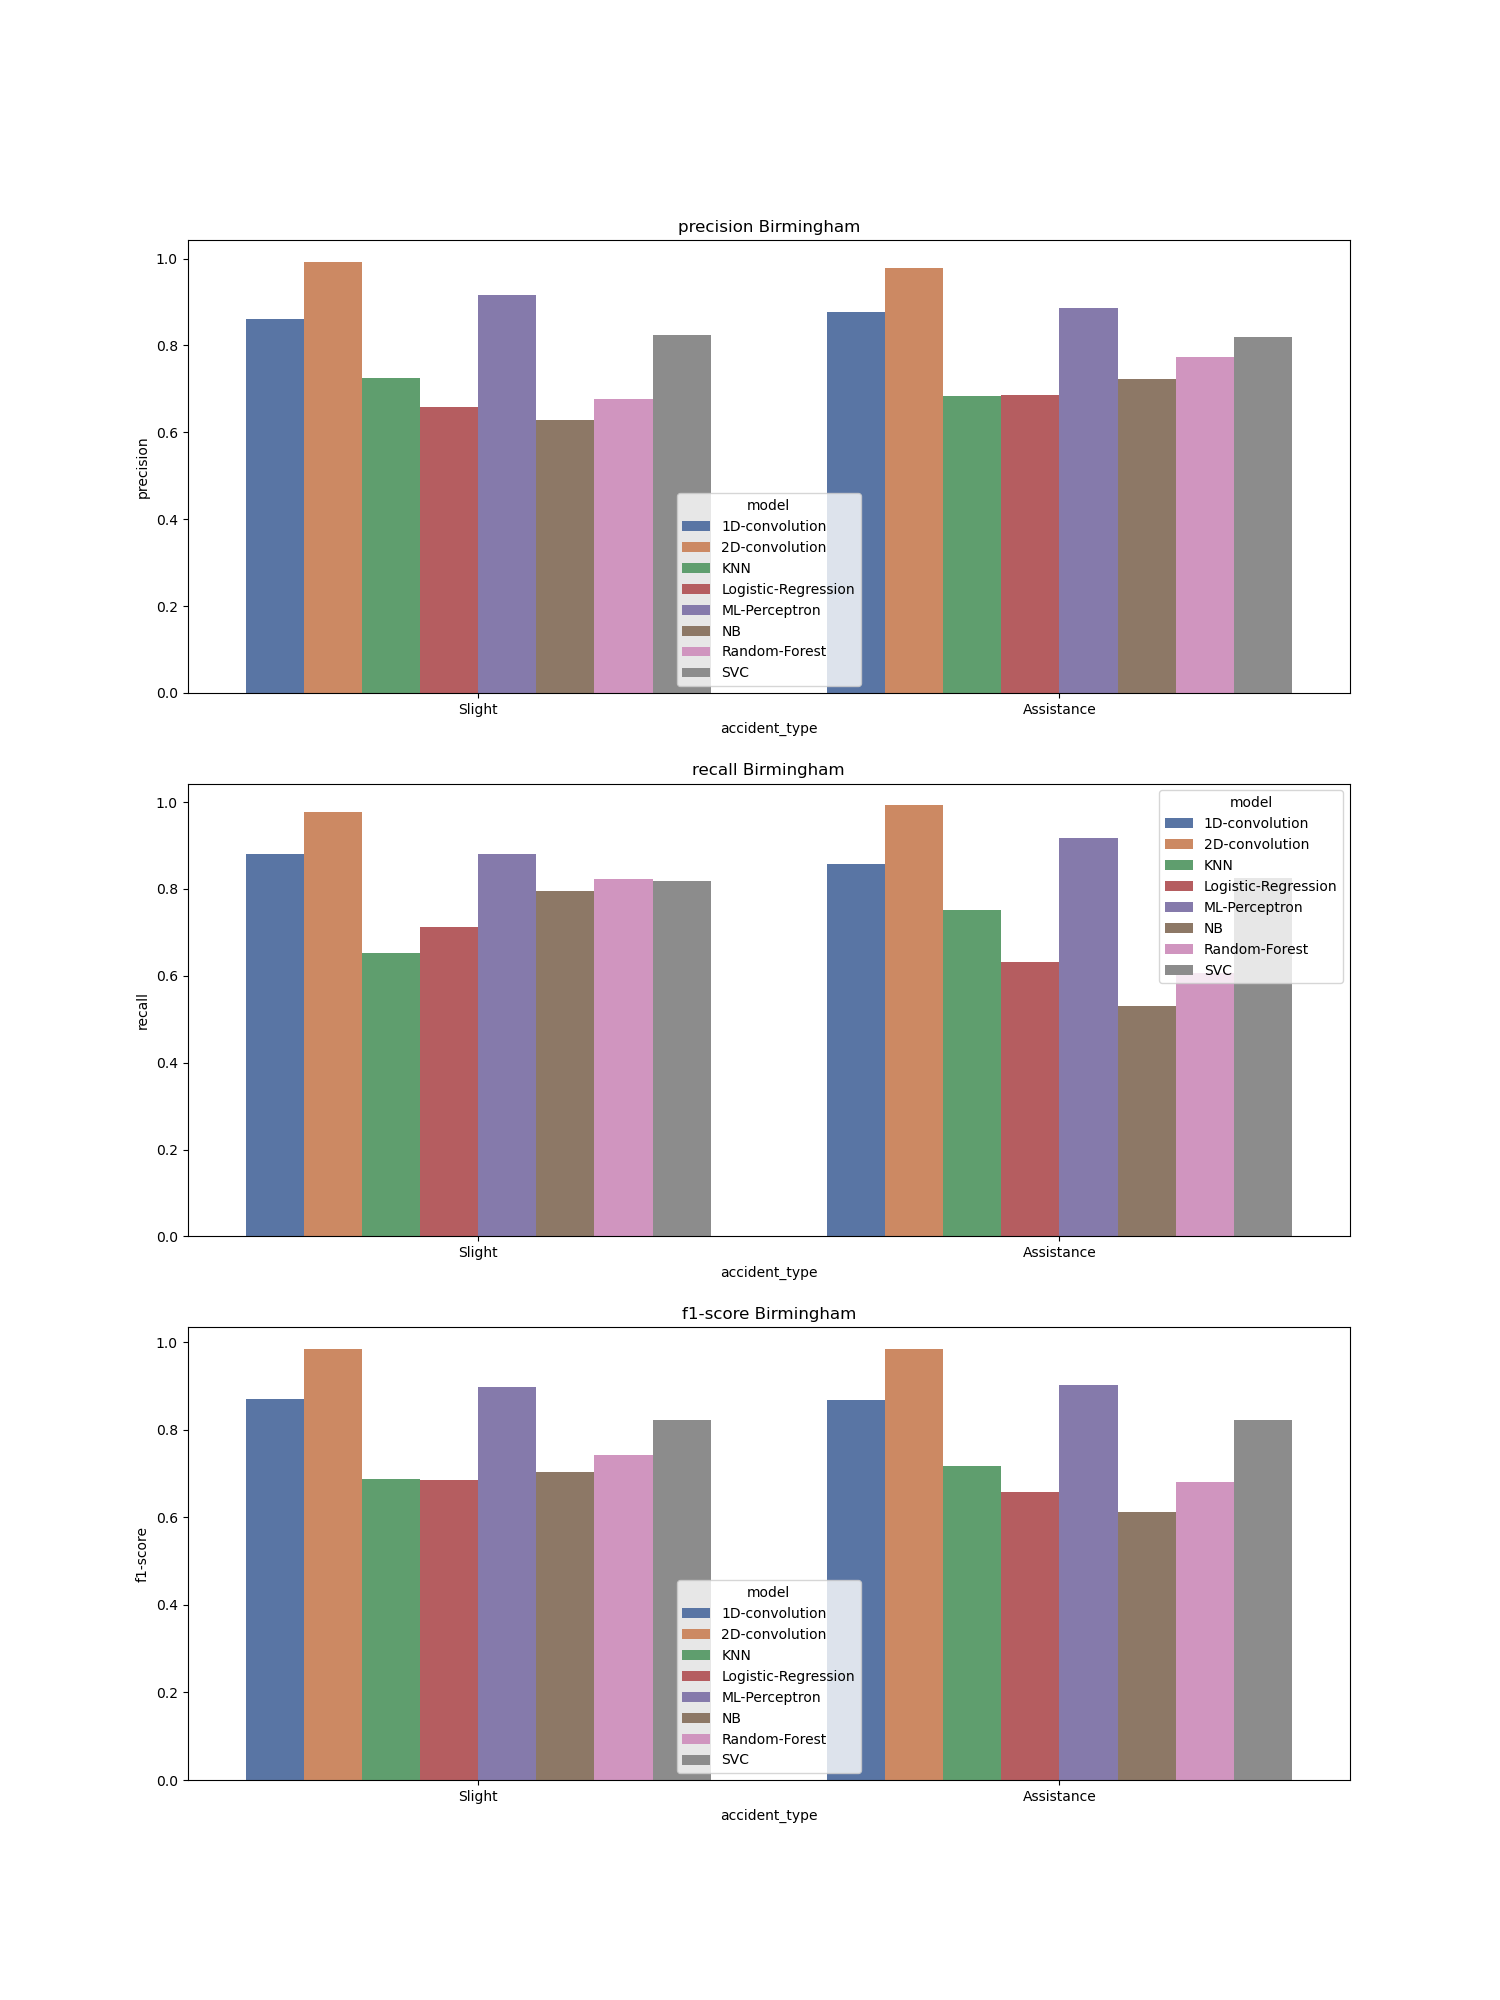 precision Birmingham
1.0
0.8
0.6
0.4
0.2
0.0
precision
model
1D-convolution
2D-convolution
KNN
Logistic-Regression
ML-Perceptron
NB
Random-Forest
SVC
Slight
Assistance
accident_type
recall Birmingham
1.0
0.8
0.6
0.4
0.2
0.0
recall
model
1D-convolution
2D-convolution
KNN
Logistic-Regression
ML-Perceptron
NB
Random-Forest
SVC
Slight
Assistance
accident_type
f1-score Birmingham
1.0
0.8
0.6
0.4
0.2
0.0
f1-score
model
1D-convolution
2D-convolution
KNN
Logistic-Regression
ML-Perceptron
NB
Random-Forest
SVC
Slight
Assistance
accident_type